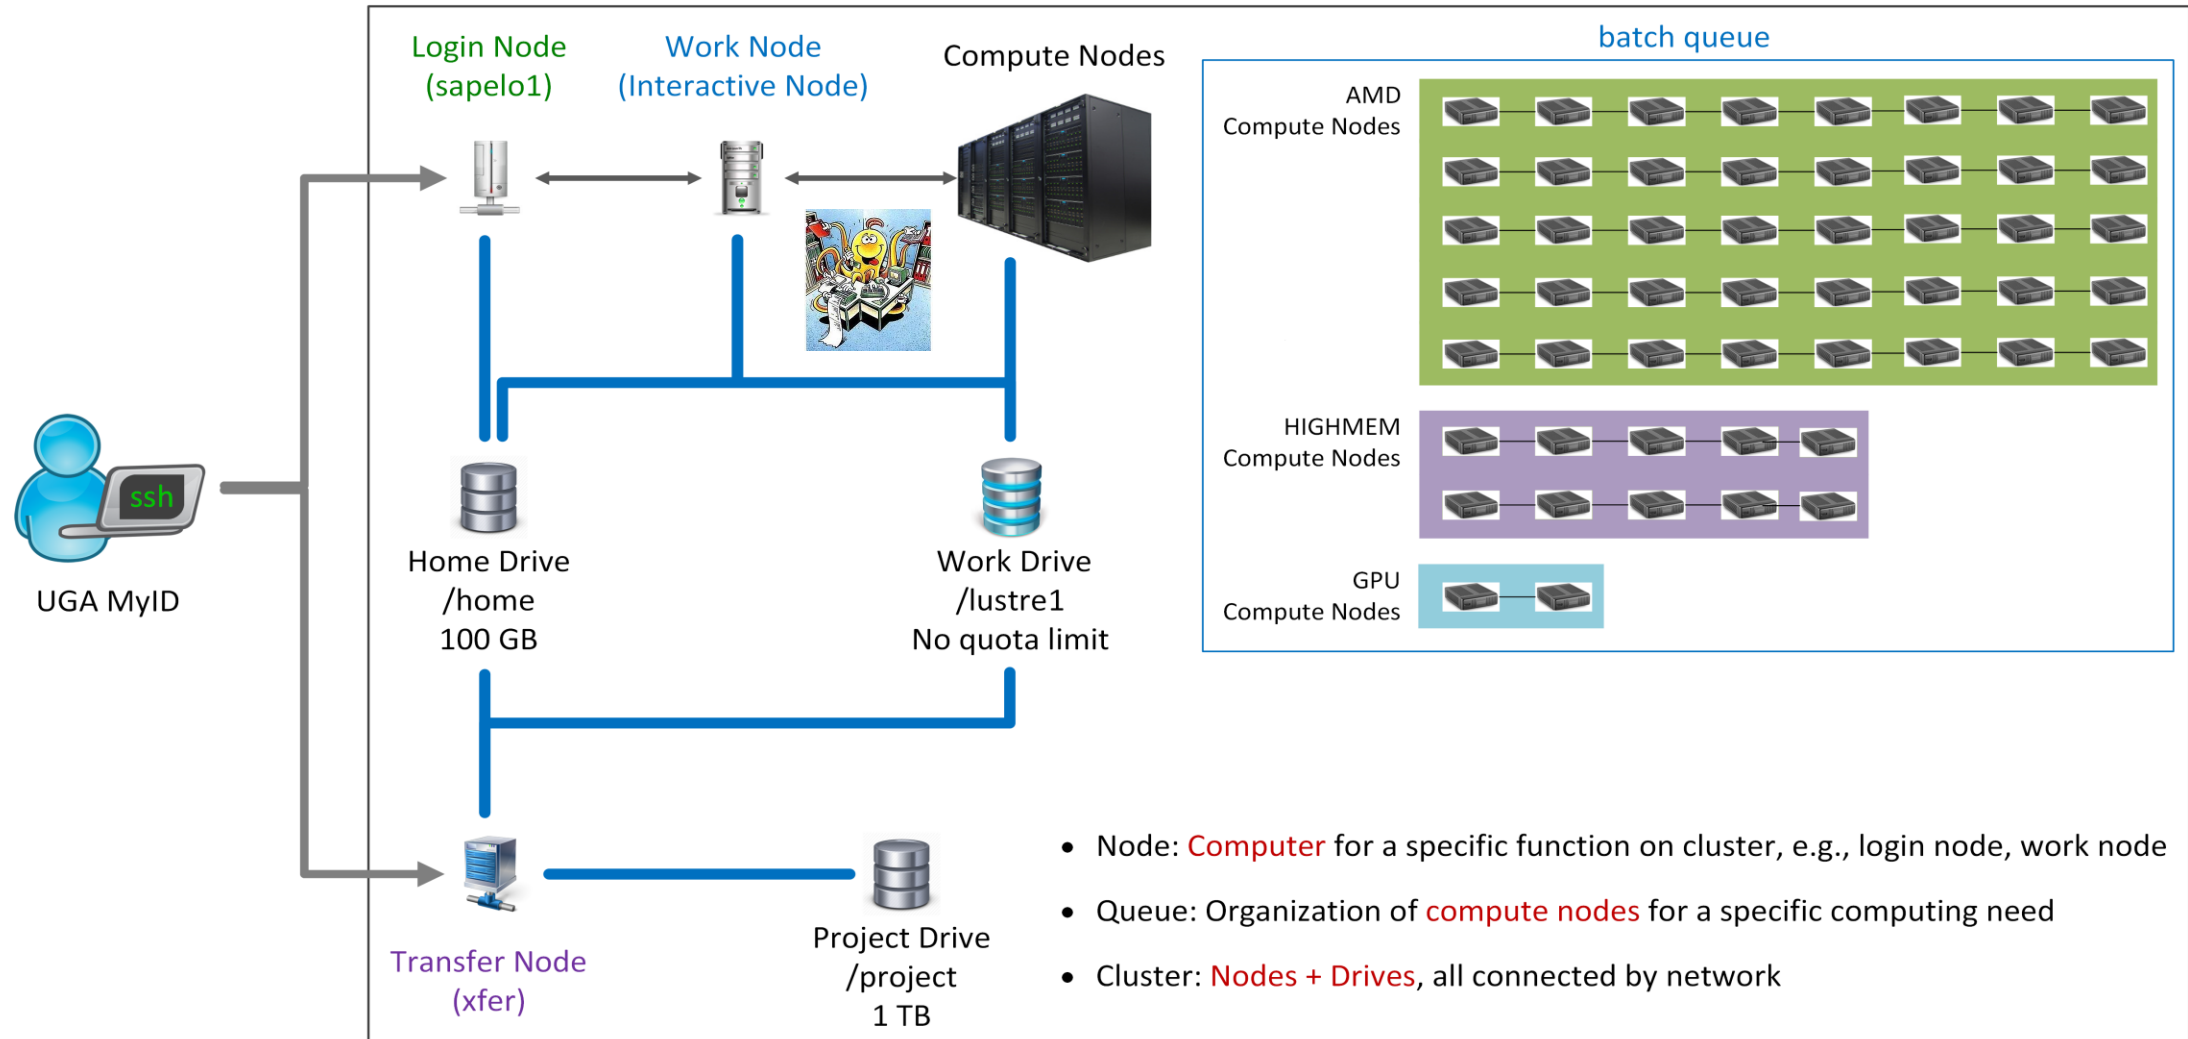 Login Node
(sapelo1)
Work Node
(Interactive Node)
Compute Nodes
batch queue
AMD
Compute Nodes
HIGHMEM
Compute Nodes
GPU
Compute Nodes
ssh
UGA MyID
Home Drive
/home
100 GB
Work Drive
/lustre1
No quota limit
Transfer Node
(xfer)
Project Drive
/project
1 TB
• Node: Computer for a specific function on cluster, e.g., login node, work node
• Queue: Organization of compute nodes for a specific computing need
• Cluster: Nodes + Drives, all connected by network